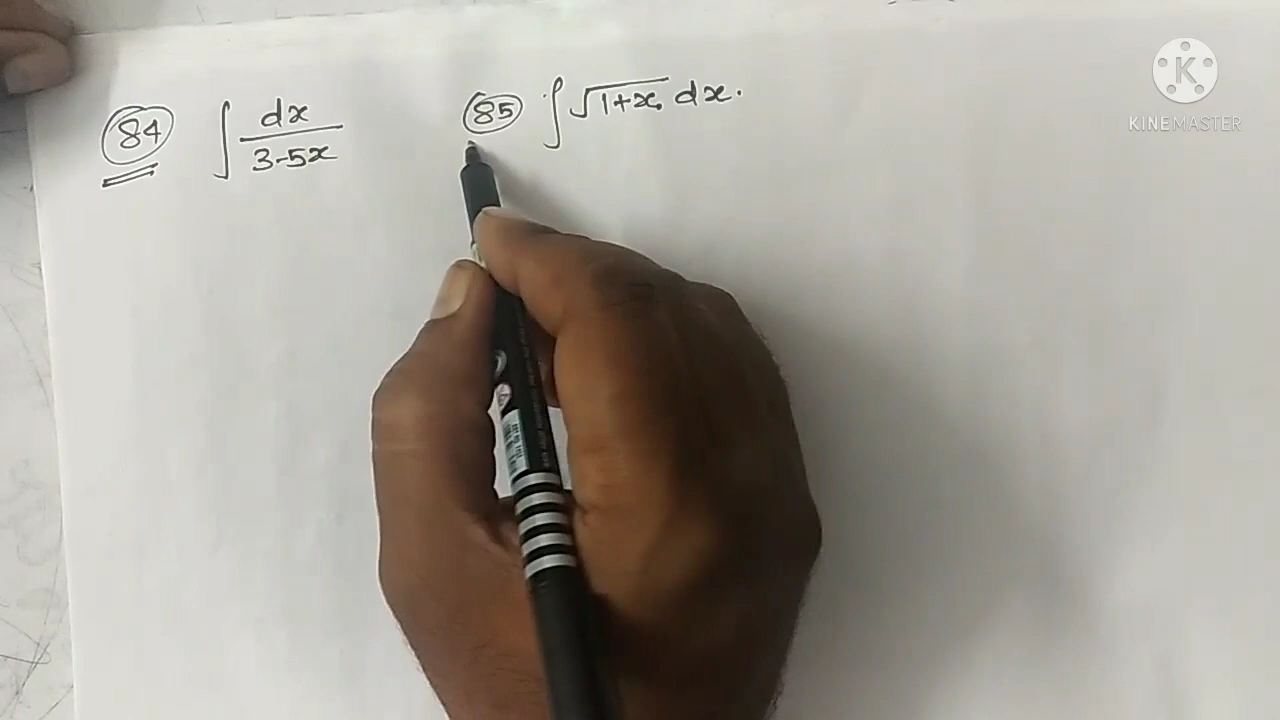 84 ∫ dx / 3-5x
85 ∫ √1+x dx.
K
KINEMASTER